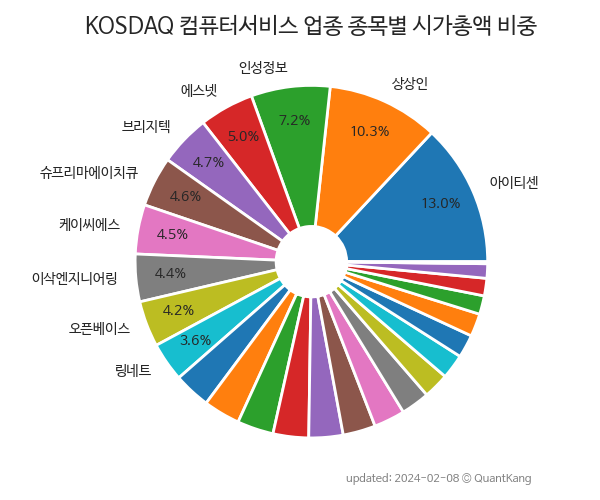 KOSDAQ 컴퓨터서비스 업종 종목별 시가총액 비중
인성정보
상상인
에스넷
7.2%
10.3%
브리지텍
5.0%
4.7%
슈프리마에이치큐
4.6%
아이티센
13.0%
케이씨에스
4.5%
이삭엔지니어링
4.4%
4.2%
오픈베이스
3.6%
링네트
updated: 2024-02-08 © QuantKang